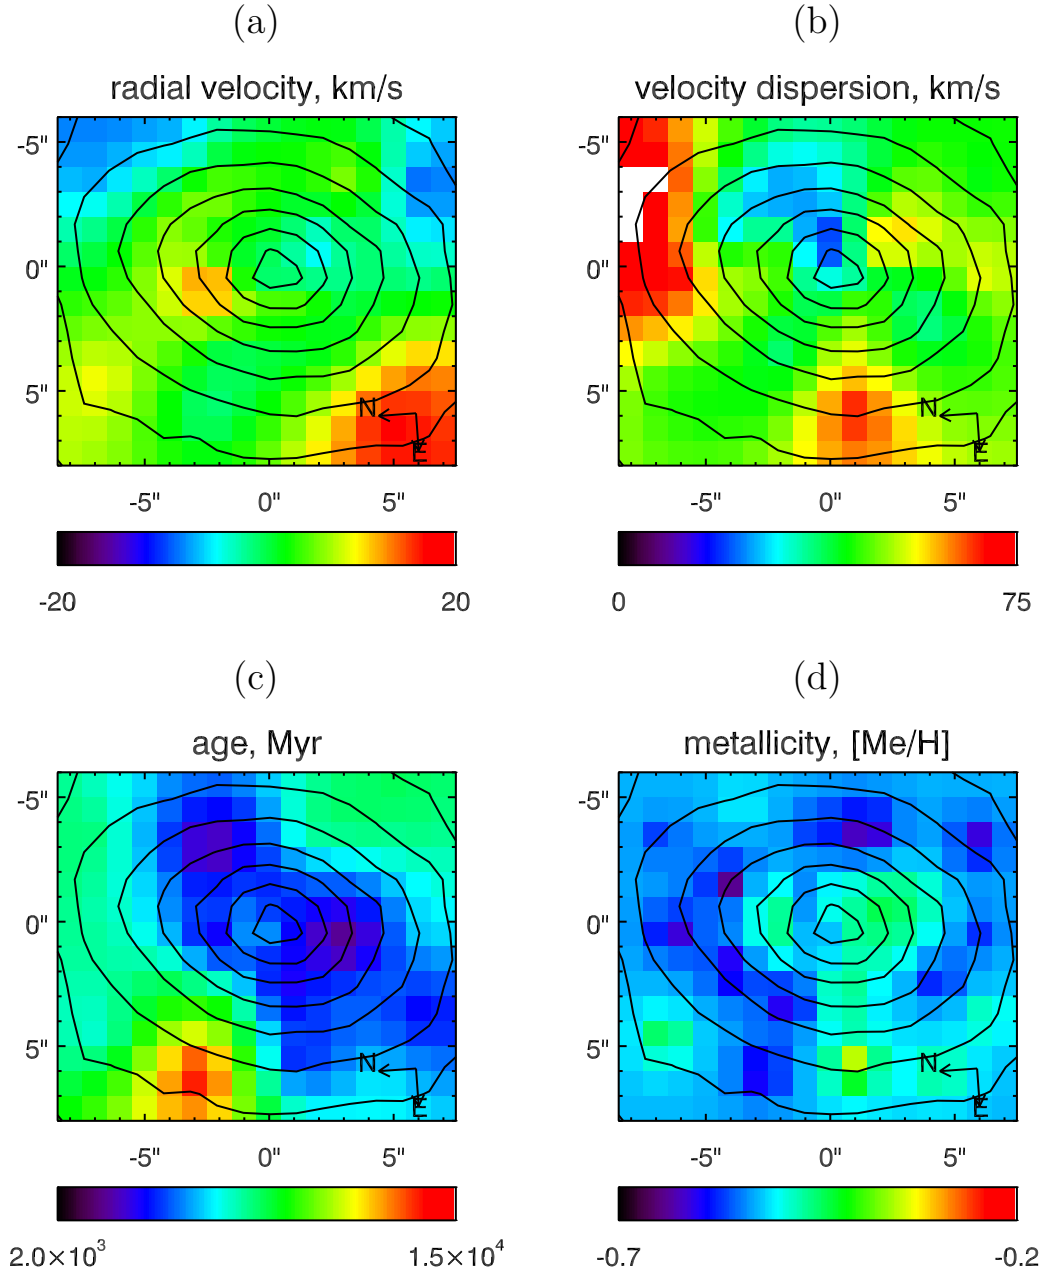 (a) (b)
radial velocity, km/s velocity dispersion, km/s
-5" -5"
0" 0"
5" 5"
N N
E E
-5" 0" 5" -5" 0" 5"
-20 20 0 75
(c) (d)
age, Myr metallicity, [Me/H]
-5" -5"
0" 0"
5" 5"
N N
E E
-5" 0" 5" -5" 0" 5"
2.0×10³ 1.5×10⁴ -0.7 -0.2